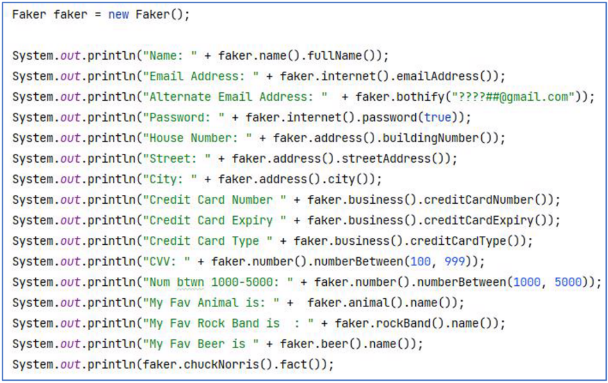 Faker faker = new Faker();
System.out.println("Name: " + faker.name().fullName());
System.out.println("Email Address: " + faker.internet().emailAddress());
System.out.println("Alternate Email Address: "  + faker.bothify("????##@gmail.com"));
System.out.println("Password: " + faker.internet().password(true));
System.out.println("House Number: " + faker.address().buildingNumber());
System.out.println("Street: " + faker.address().streetAddress());
System.out.println("City: " + faker.address().city());
System.out.println("Credit Card Number " + faker.business().creditCardNumber());
System.out.println("Credit Card Expiry " + faker.business().creditCardExpiry());
System.out.println("Credit Card Type " + faker.business().creditCardType());
System.out.println("CVV: " + faker.number().numberBetween(100, 999));
System.out.println("Num btwn 1000-5000: " + faker.number().numberBetween(1000, 5000));
System.out.println("My Fav Animal is: " +  faker.animal().name());
System.out.println("My Fav Rock Band is  : " + faker.rockBand().name());
System.out.println("My Fav Beer is " + faker.beer().name());
System.out.println(faker.chuckNorris().fact());